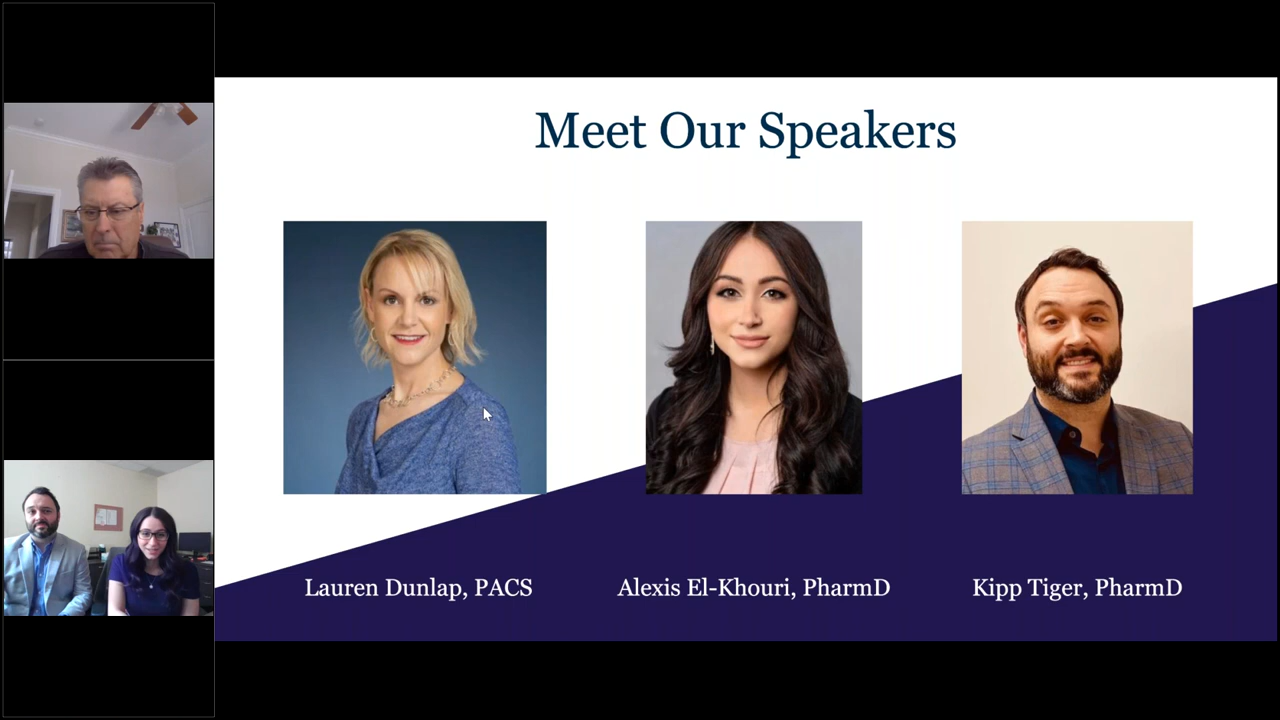 Meet Our Speakers
Lauren Dunlap, PACS
Alexis El-Khouri, PharmD
Kipp Tiger, PharmD